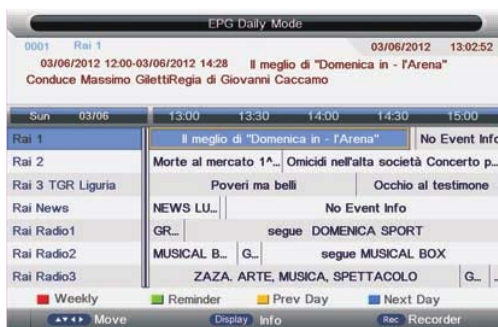 EPG Daily Mode
0001 Rai 1 03/06/2012 13:02:52
03/06/2012 12:00-03/06/2012 14:28 Il meglio di "Domenica in - l'Arena"
Conduce Massimo GilettiRegia di Giovanni Caccamo
Sun 03/06 13:00 13:30 14:00 14:30 15:00
Rai 1 Il meglio di "Domenica in - l'Arena" No Event Info
Rai 2 Morte al mercato 1^... Omicidi nell'alta società Concerto p...
Rai 3 TGR Liguria Poveri ma belli Occhio al testimone
Rai News NEWS LU... No Event Info
Rai Radio1 GR... segue DOMENICA SPORT
Rai Radio2 MUSICAL B... G... segue MUSICAL BOX
Rai Radio3 ZAZA. ARTE, MUSICA, SPETTACOLO G...
Weekly Reminder Prev Day Next Day
Move Display Info Rec Recorder